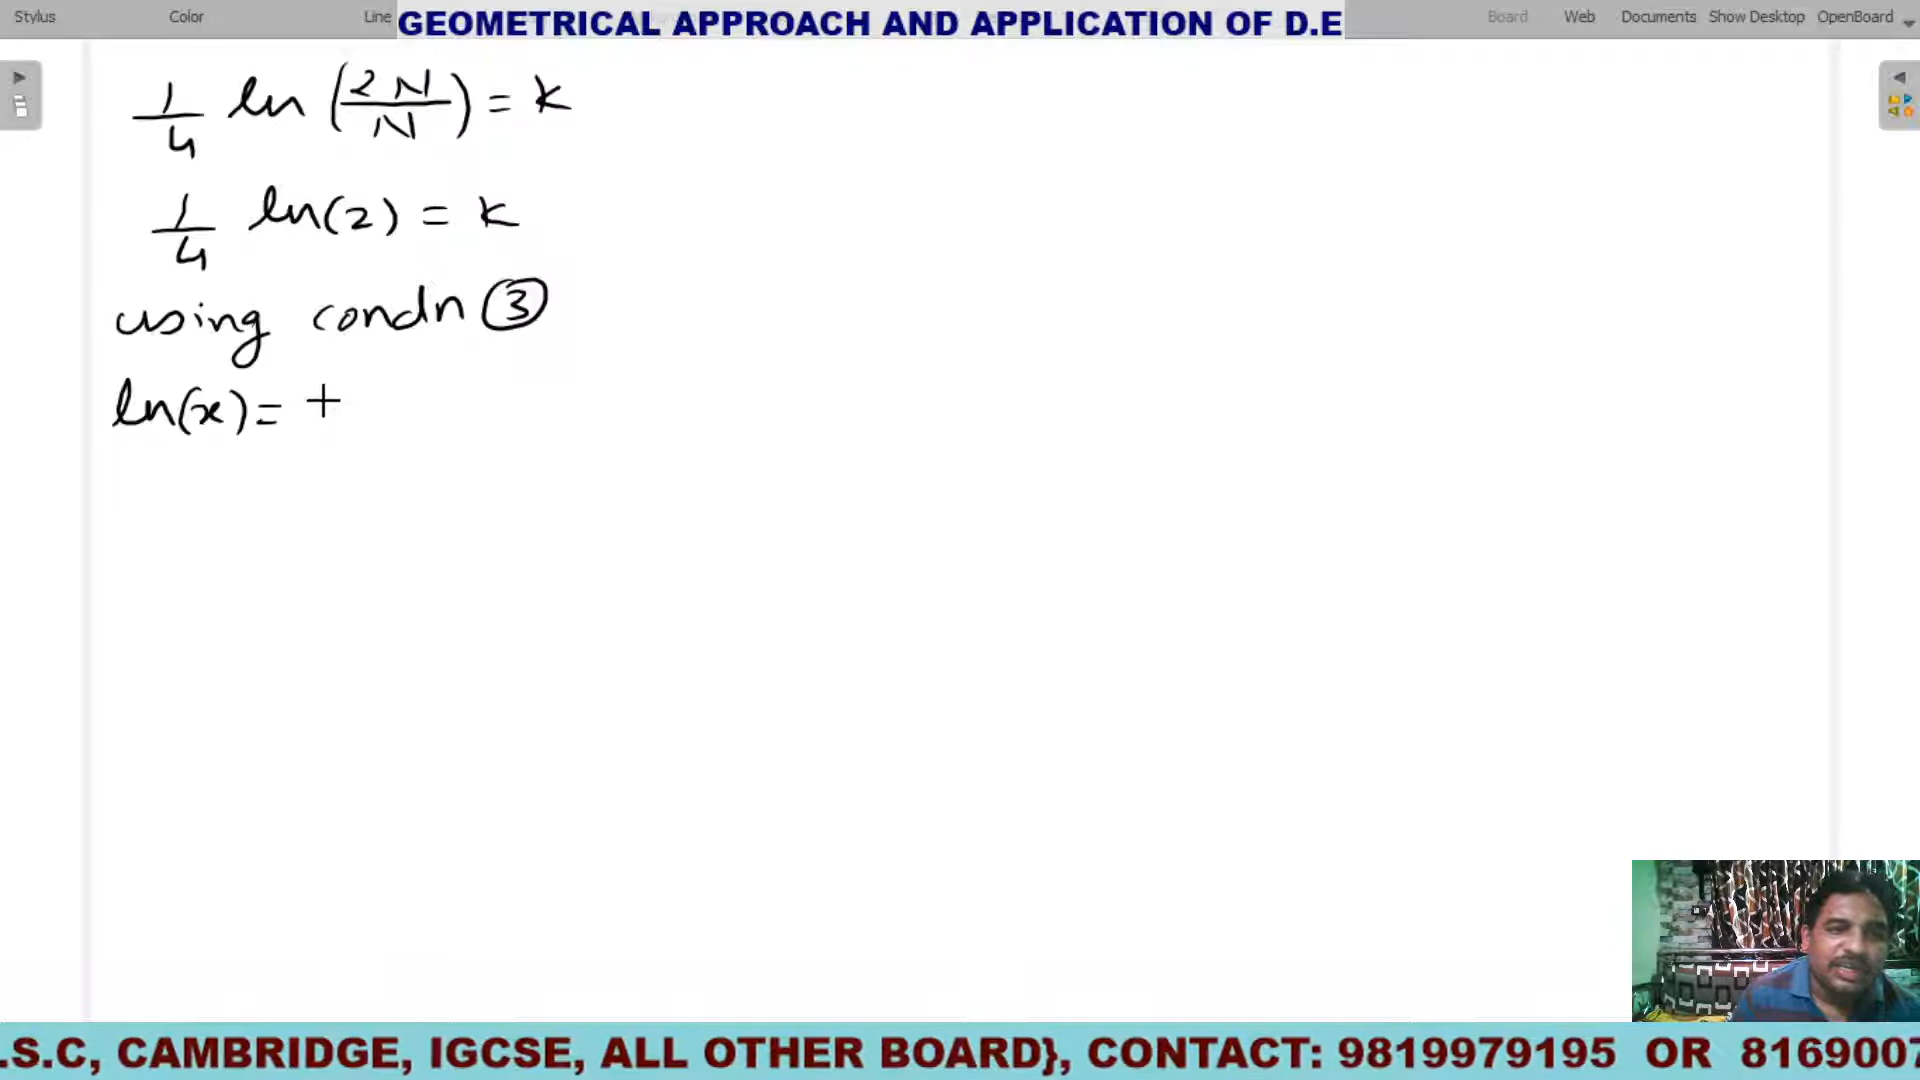 Stylus Color Line GEOMETRICAL APPROACH AND APPLICATION OF D.E Board Web Documents Show Desktop OpenBoard
1/4 ln (2N/N) = k
1/4 ln(2) = k
using condn ③
ln(x) = t
.S.C, CAMBRIDGE, IGCSE, ALL OTHER BOARD}, CONTACT: 9819979195 OR 8169007